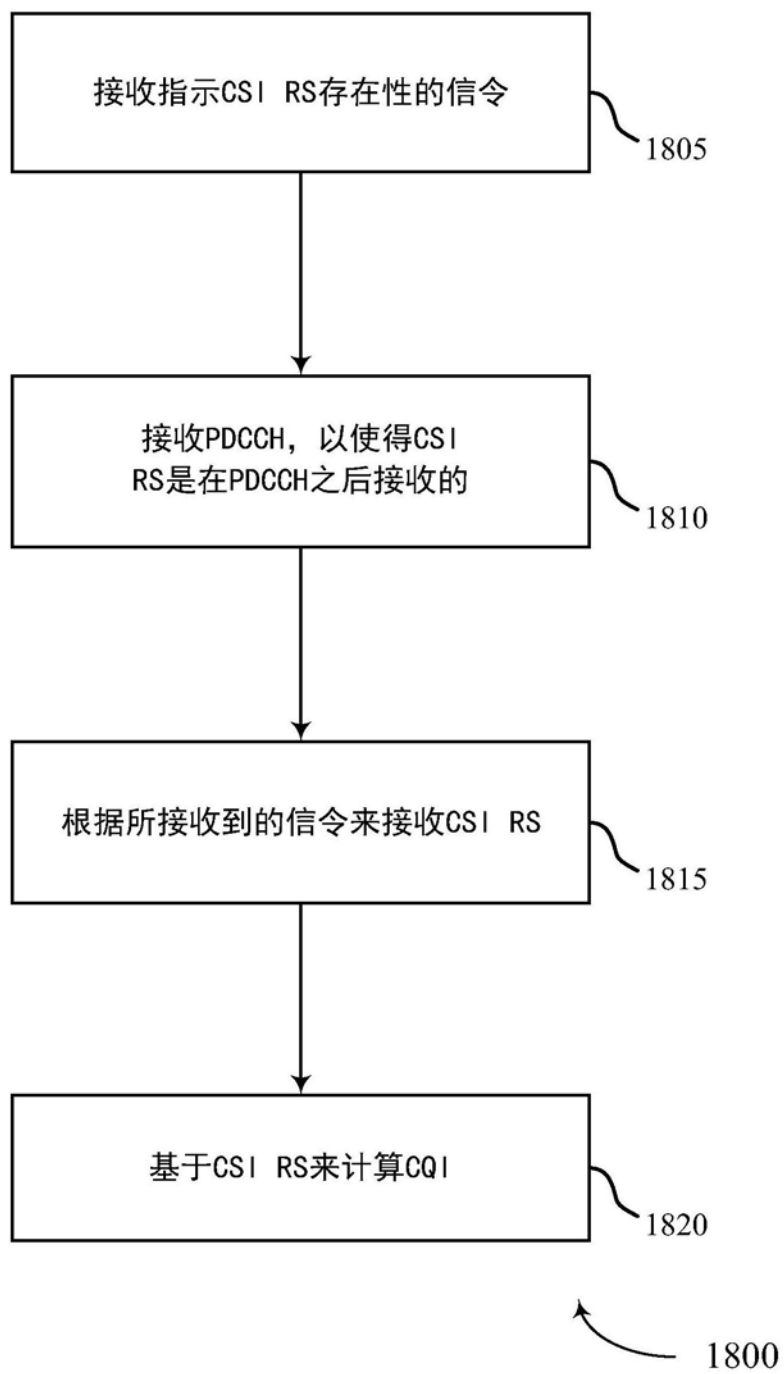 接收指示CSI RS存在性的信令
1805
接收PDCCH, 以使得CSI
RS是在PDCCH之后接收的
1810
根据所接收到的信令来接收CSI RS
1815
基于CSI RS来计算CQI
1820
1800